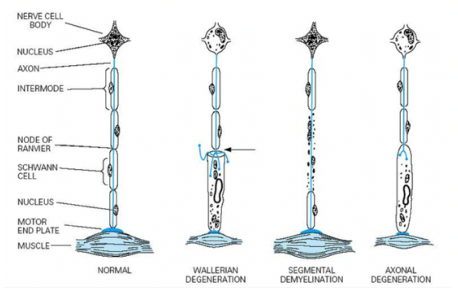 NERVE CELL
BODY
NUCLEUS
AXON
INTERMODE
NODE OF
RANVIER
SCHWANN
CELL
NUCLEUS
MOTOR
END PLATE
MUSCLE
NORMAL
WALLERIAN
DEGENERATION
SEGMENTAL
DEMYELINATION
AXONAL
DEGENERATION